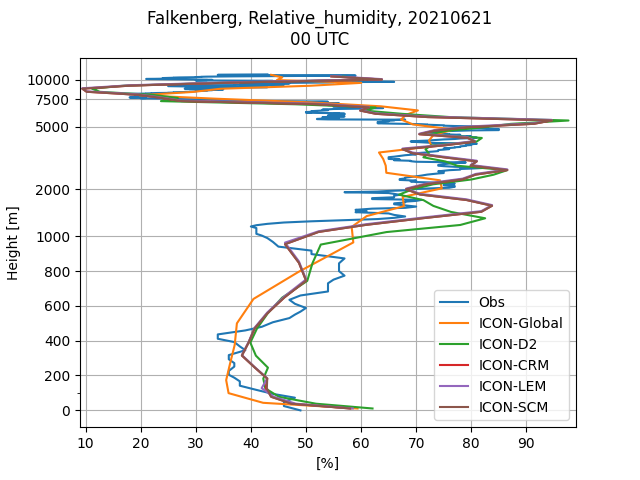 Falkenberg, Relative_humidity, 20210621
00 UTC
10000
7500
5000
2000
1000
800
600
400
200
0
Height [m]
10 20 30 40 50 60 70 80 90
[%]
Obs
ICON-Global
ICON-D2
ICON-CRM
ICON-LEM
ICON-SCM